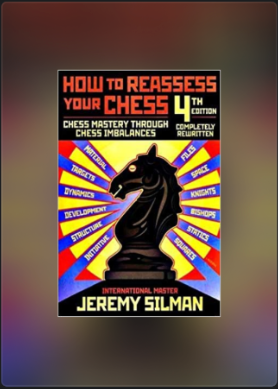 HOW TO REASSESS
YOUR CHESS 4TH EDITION
CHESS MASTERY THROUGH
CHESS IMBALANCES
COMPLETELY
REWRITTEN
MATERIAL
TARGETS
DYNAMICS
DEVELOPMENT
STRUCTURE
INITIATIVE
FILES
SPACE
KNIGHTS
BISHOPS
STATICS
SQUARES
INTERNATIONAL MASTER
JEREMY SILMAN